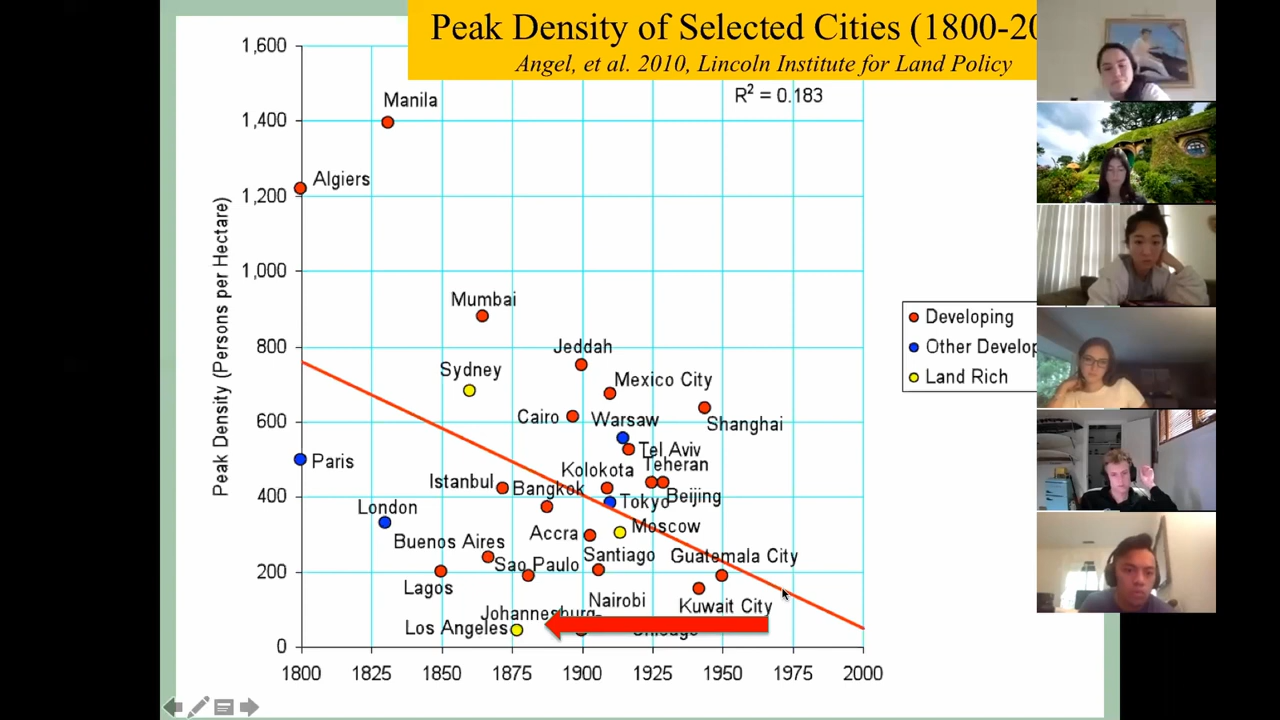 Peak Density of Selected Cities (1800-20
Angel, et al. 2010, Lincoln Institute for Land Policy
R² = 0.183
Peak Density (Persons per Hectare)
1,600
1,400
1,200
1,000
800
600
400
200
0
Manila
Algiers
Mumbai
Jeddah
Sydney
Mexico City
Cairo
Warsaw
Shanghai
Tel Aviv
Teheran
Paris
Kolokota
Istanbul
Bangkok
Beijing
Tokyo
London
Moscow
Accra
Buenos Aires
Santiago
Guatemala City
Sao Paulo
Lagos
Nairobi
Kuwait City
Johannesburg
Los Angeles
Chicago
1800 1825 1850 1875 1900 1925 1950 1975 2000
Developing
Other Develop
Land Rich